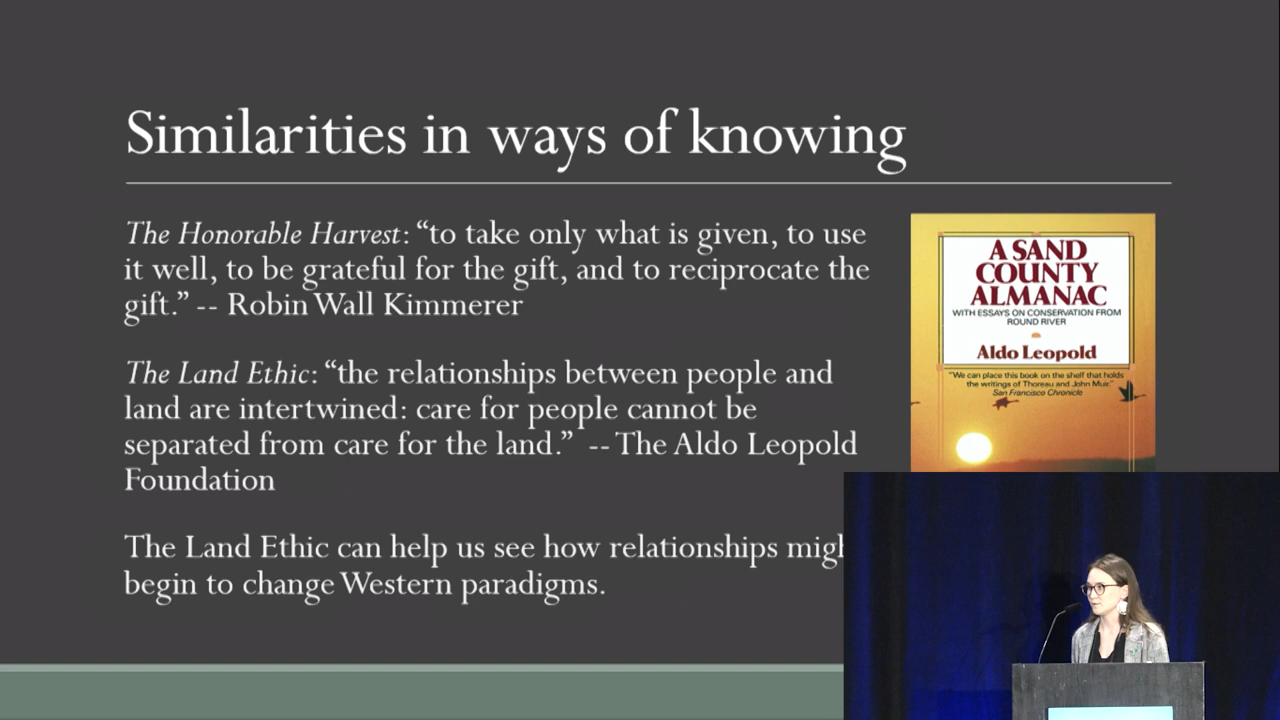 Similarities in ways of knowing
The Honorable Harvest: “to take only what is given, to use
it well, to be grateful for the gift, and to reciprocate the
gift.” -- Robin Wall Kimmerer
The Land Ethic: “the relationships between people and
land are intertwined: care for people cannot be
separated from care for the land.” -- The Aldo Leopold
Foundation
The Land Ethic can help us see how relationships
begin to change Western paradigms.
A SAND
COUNTY
ALMANAC
WITH ESSAYS ON CONSERVATION FROM
ROUND RIVER
Aldo Leopold
"We can place this book on the shelf that holds
the writings of Thoreau and John Muir."
San Francisco Chronicle